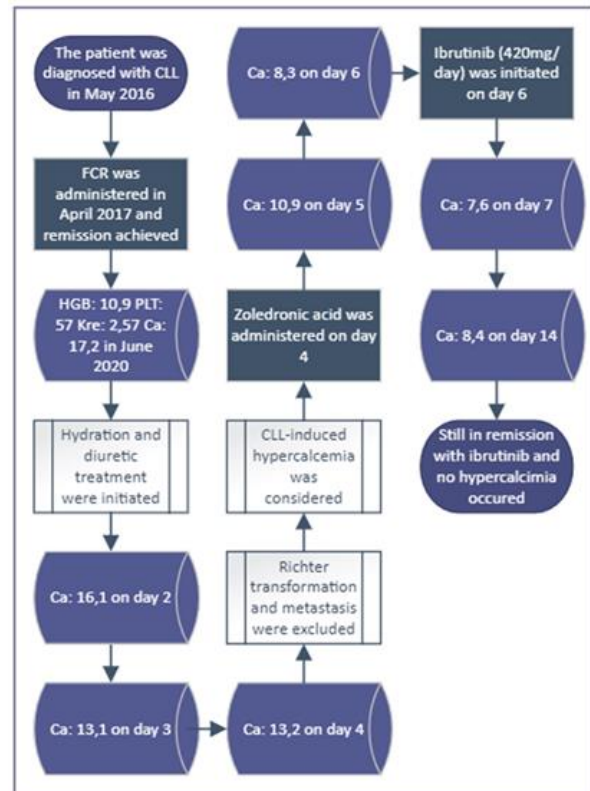 The patient was
diagnosed with CLL
in May 2016
FCR was
administered in
April 2017 and
remission achieved
HGB: 10,9 PLT:
57 Kre: 2,57 Ca:
17,2 in June
2020
Hydration and
diuretic
treatment
were initiated
Ca: 16,1 on day 2
Ca: 13,1 on day 3
Ca: 13,2 on day 4
Richter
transformation
and metastasis
were excluded
CLL-induced
hypercalcemia
was
considered
Zoledronic acid was
administered on day
4
Ca: 10,9 on day 5
Ca: 8,3 on day 6
Ibrutinib (420mg/
day) was initiated
on day 6
Ca: 7,6 on day 7
Ca: 8,4 on day 14
Still in remission
with ibrutinib and
no hypercalcimia
occured